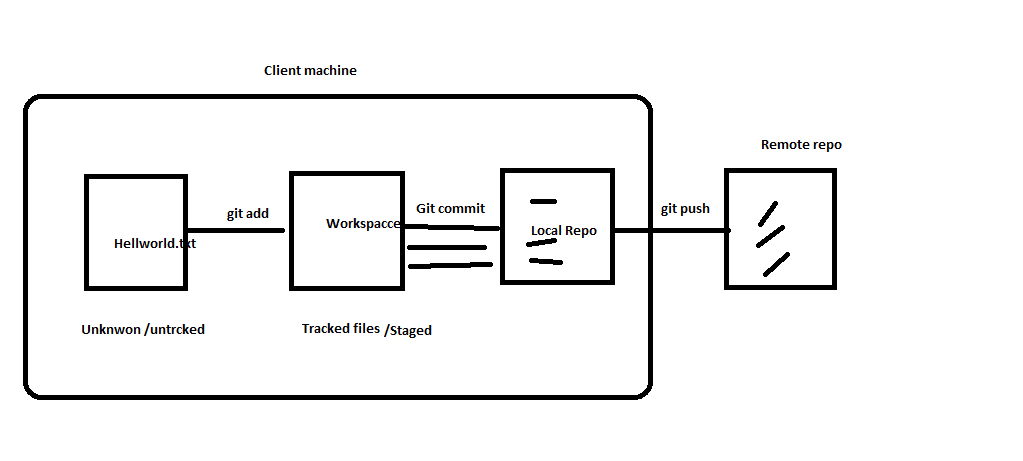 Client machine
Remote repo
git add
Git commit
git push
Hellworld.txt
Workspacce
Local Repo
Unknwon /untrcked
Tracked files /Staged